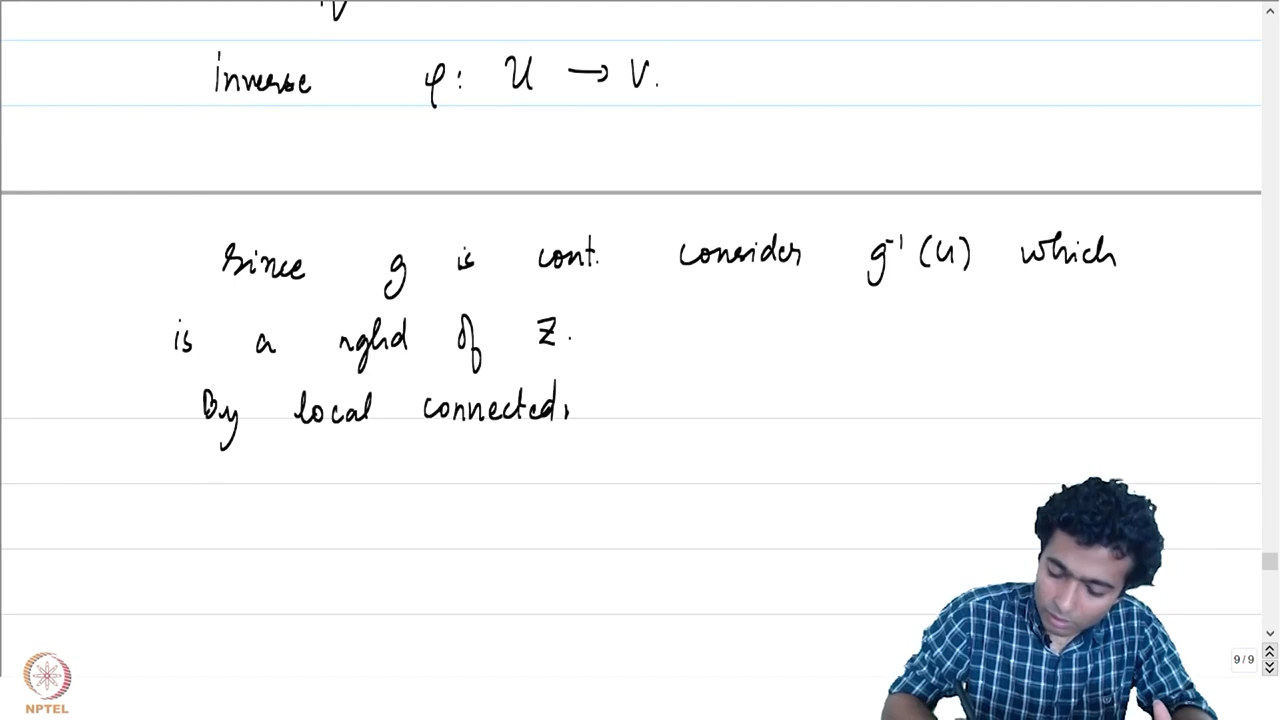 inverse φ: U → V.
Since g is cont. consider g⁻¹(U) which
is a nghd of z.
By local connected,
9 / 9
NPTEL